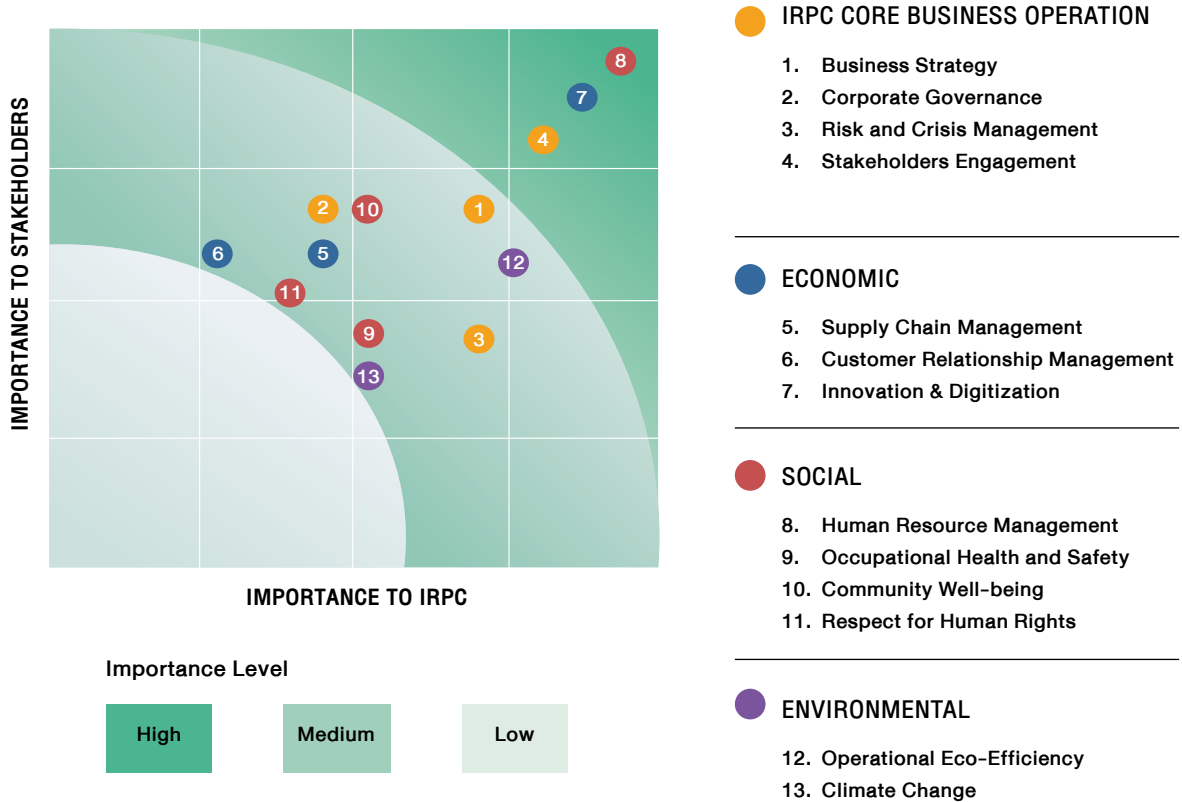 IMPORTANCE TO STAKEHOLDERS
8
7
4
2
10
1
6
5
12
11
9
3
13
IMPORTANCE TO IRPC
Importance Level
High
Medium
Low
IRPC CORE BUSINESS OPERATION
1. Business Strategy
2. Corporate Governance
3. Risk and Crisis Management
4. Stakeholders Engagement
ECONOMIC
5. Supply Chain Management
6. Customer Relationship Management
7. Innovation & Digitization
SOCIAL
8. Human Resource Management
9. Occupational Health and Safety
10. Community Well-being
11. Respect for Human Rights
ENVIRONMENTAL
12. Operational Eco-Efficiency
13. Climate Change